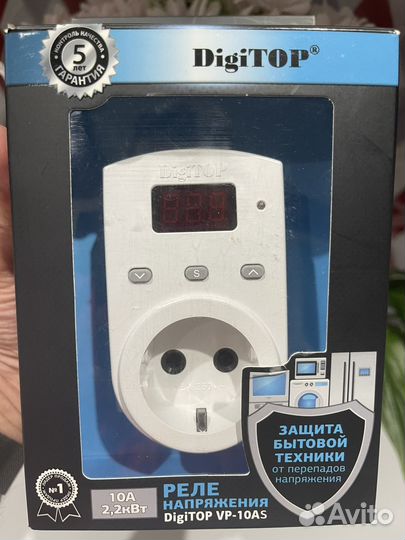 КОНТРОЛЬ КАЧЕСТВА
5
лет
ГАРАНТИЯ
DigiTOP®
DigiTOP
S
ЗАЩИТА
БЫТОВОЙ
ТЕХНИКИ
от перепадов
напряжения
№1
10А
2,2кВт
РЕЛЕ
НАПРЯЖЕНИЯ
DigiTOP VP-10AS
Avito